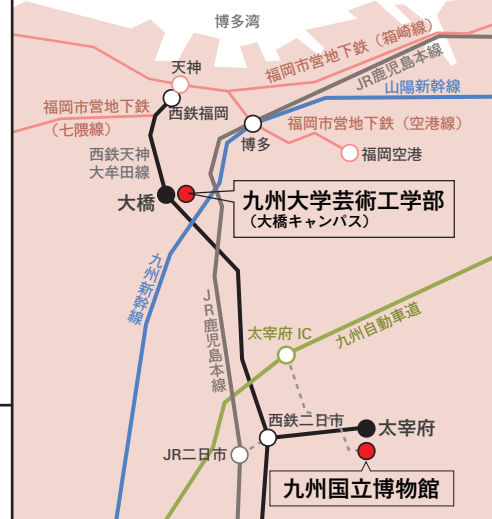 博多湾
天神
福岡市営地下鉄（箱崎線）
JR鹿児島本線
山陽新幹線
福岡市営地下鉄
（七隈線）
西鉄福岡
福岡市営地下鉄（空港線）
博多
福岡空港
西鉄天神
大牟田線
大橋
九州大学芸術工学部
（大橋キャンパス）
九州新幹線
JR鹿児島本線
太宰府 IC
九州自動車道
西鉄二日市
太宰府
JR二日市
九州国立博物館